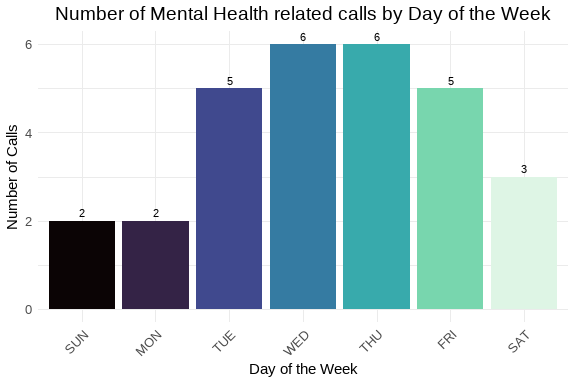 Number of Mental Health related calls by Day of the Week
Number of Calls
6
4
2
0
2
2
5
6
6
5
3
SUN
MON
TUE
WED
THU
FRI
SAT
Day of the Week